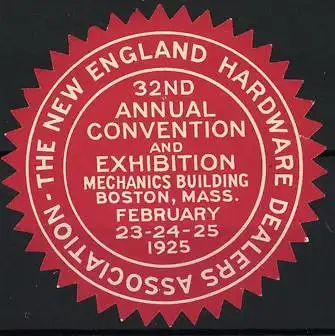 THE NEW ENGLAND HARDWARE DEALERS ASSOCIATION -
32ND
ANNUAL
CONVENTION
AND
EXHIBITION
MECHANICS BUILDING
BOSTON, MASS.
FEBRUARY
23-24-25
1925